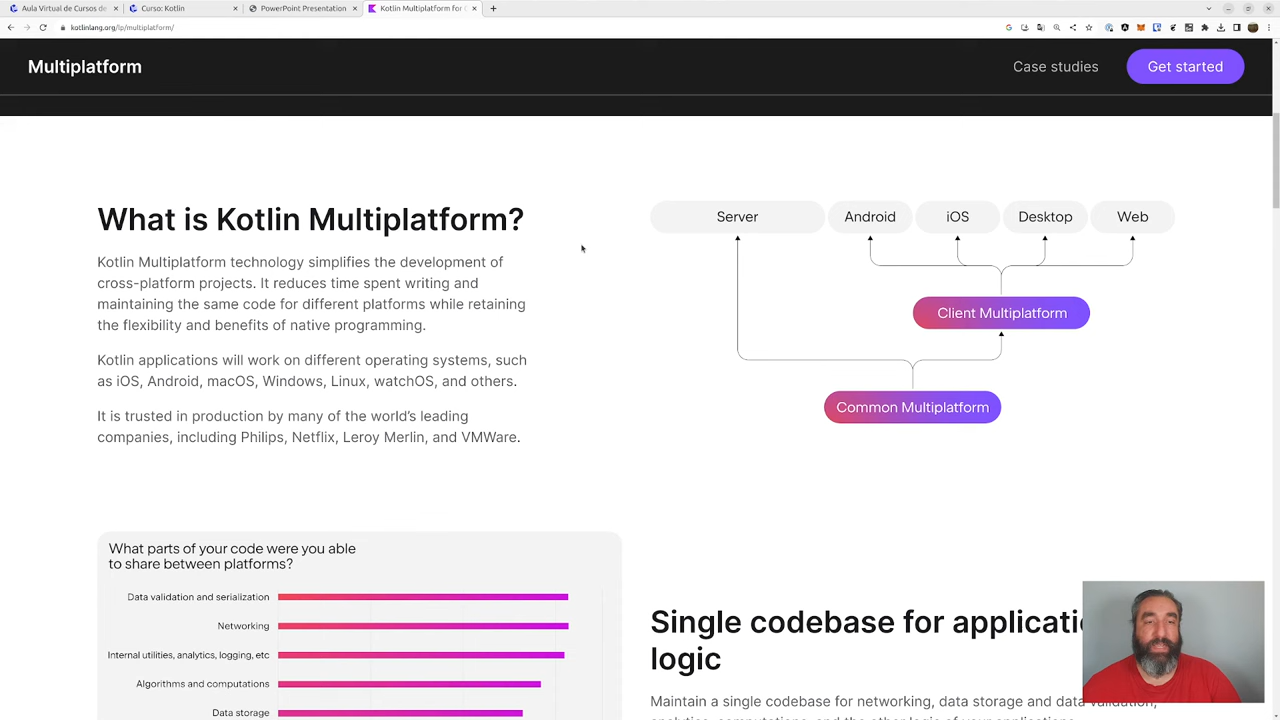 Aula Virtual de Cursos de
Curso: Kotlin
PowerPoint Presentation
Kotlin Multiplatform for
kotlinlang.org/lp/multiplatform/
Multiplatform
Case studies
Get started
What is Kotlin Multiplatform?
Kotlin Multiplatform technology simplifies the development of
cross-platform projects. It reduces time spent writing and
maintaining the same code for different platforms while retaining
the flexibility and benefits of native programming.
Kotlin applications will work on different operating systems, such
as iOS, Android, macOS, Windows, Linux, watchOS, and others.
It is trusted in production by many of the world's leading
companies, including Philips, Netflix, Leroy Merlin, and VMWare.
Server
Android
iOS
Desktop
Web
Client Multiplatform
Common Multiplatform
What parts of your code were you able
to share between platforms?
Data validation and serialization
Networking
Internal utilities, analytics, logging, etc
Algorithms and computations
Data storage
Single codebase for applicati
logic
Maintain a single codebase for networking, data storage and data validation,